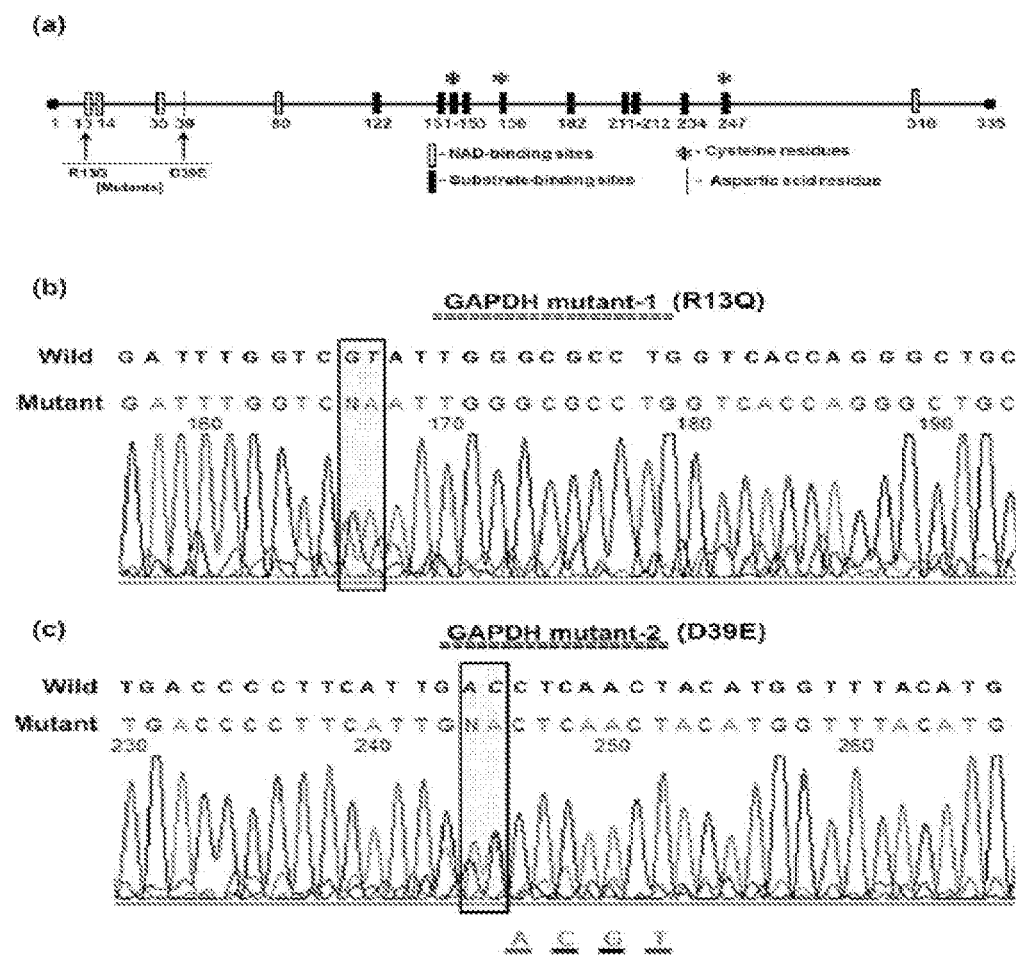 (a)
1 13 14 39 80 122 151-153 182 211-212 234 247 316 335
R13Q D39E
[Mutants]
- NAD-binding sites
- Substrate-binding sites
- Cysteine residues
- Aspartic acid residue
(b)
GAPDH mutant-1 (R13Q)
Wild G A T T T G G T C G T A T T G G G C G C C T G G T C A C C A G G G C T G C
Mutant G A T T T G G T C N A A T T G G G C G C C T G G T C A C C A G G G C T G C
160 170 180 190
(c)
GAPDH mutant-2 (D39E)
Wild T G A C C C C T T C A T T G A C C T C A A C T A C A T G G T T T A C A T G
Mutant T G A C C C C T T C A T T G N A C T C A A C T A C A T G G T T T A C A T G
230 240 250 260
A C G T